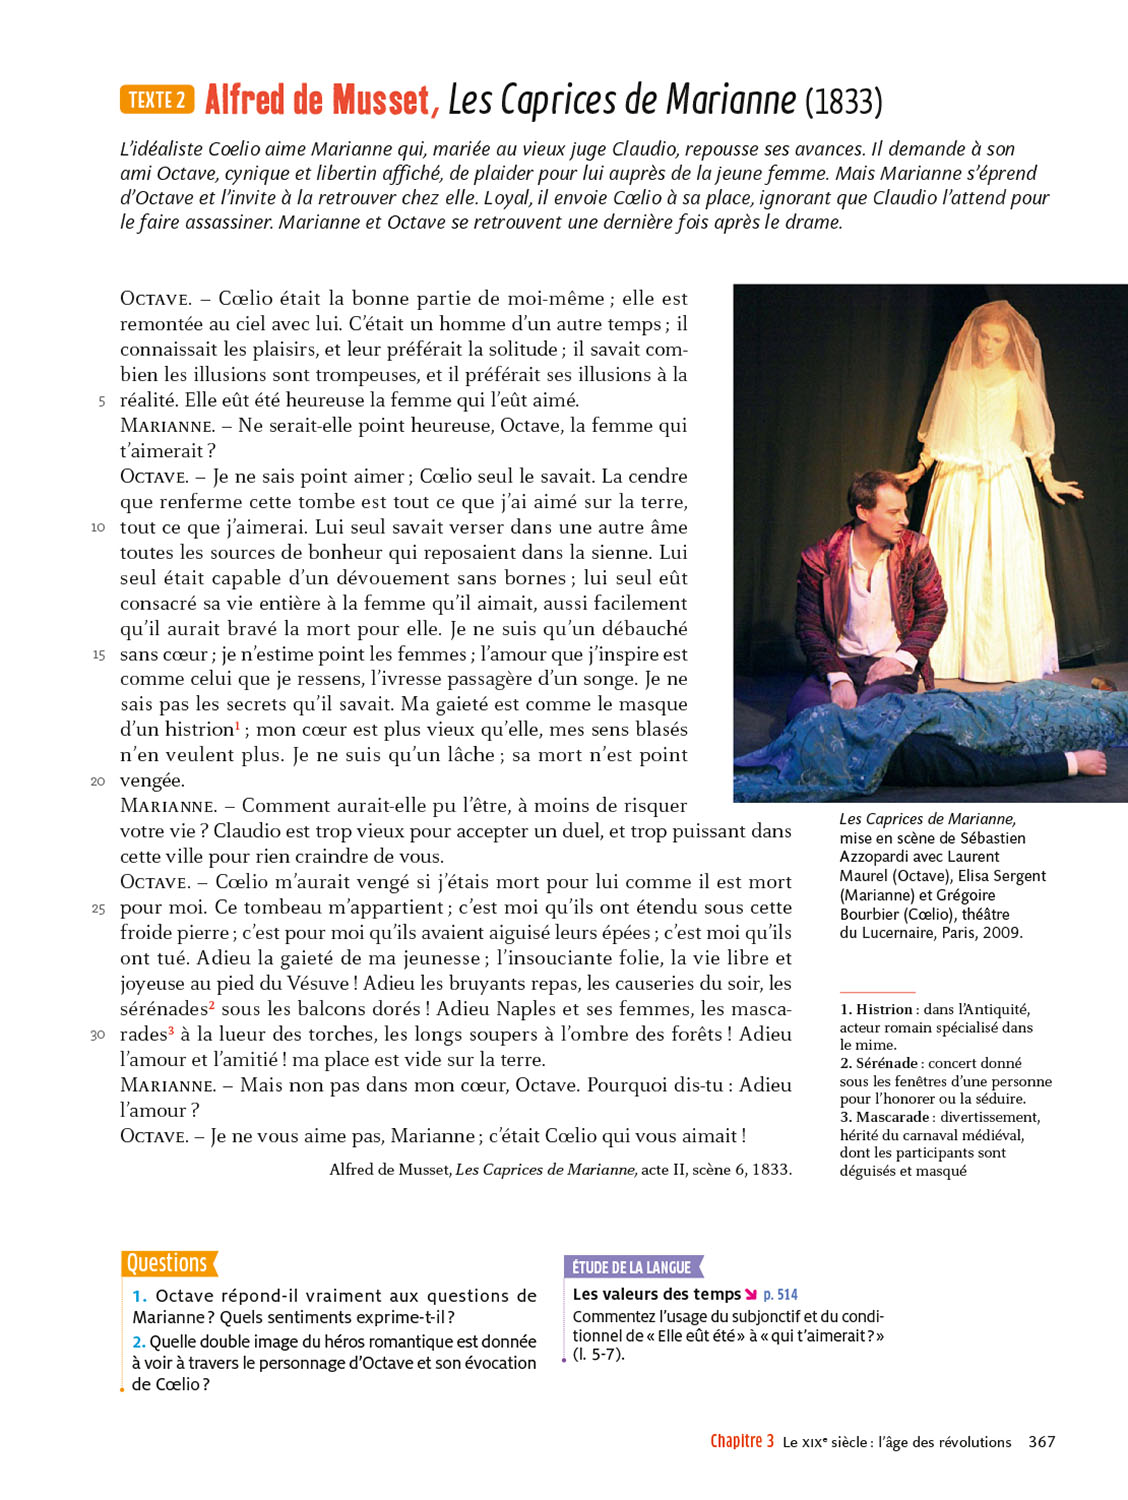 TEXTE 2 Alfred de Musset, Les Caprices de Marianne (1833)
L’idéaliste Cœlio aime Marianne qui, mariée au vieux juge Claudio, repousse ses avances. Il demande à son
ami Octave, cynique et libertin affiché, de plaider pour lui auprès de la jeune femme. Mais Marianne s’éprend
d’Octave et l’invite à la retrouver chez elle. Loyal, il envoie Cœlio à sa place, ignorant que Claudio l’attend pour
le faire assassiner. Marianne et Octave se retrouvent une dernière fois après le drame.
OCTAVE. – Cœlio était la bonne partie de moi-même ; elle est
remontée au ciel avec lui. C’était un homme d’un autre temps ; il
connaissait les plaisirs, et leur préférait la solitude ; il savait com-
bien les illusions sont trompeuses, et il préférait ses illusions à la
5 réalité. Elle eût été heureuse la femme qui l’eût aimé.
MARIANNE. – Ne serait-elle point heureuse, Octave, la femme qui
t’aimerait ?
OCTAVE. – Je ne sais point aimer ; Cœlio seul le savait. La cendre
que renferme cette tombe est tout ce que j’ai aimé sur la terre,
10 tout ce que j’aimerai. Lui seul savait verser dans une autre âme
toutes les sources de bonheur qui reposaient dans la sienne. Lui
seul était capable d’un dévouement sans bornes ; lui seul eût
consacré sa vie entière à la femme qu’il aimait, aussi facilement
qu’il aurait bravé la mort pour elle. Je ne suis qu’un débauché
15 sans cœur ; je n’estime point les femmes ; l’amour que j’inspire est
comme celui que je ressens, l’ivresse passagère d’un songe. Je ne
sais pas les secrets qu’il savait. Ma gaieté est comme le masque
d’un histrion1 ; mon cœur est plus vieux qu’elle, mes sens blasés
n’en veulent plus. Je ne suis qu’un lâche ; sa mort n’est point
20 vengée.
MARIANNE. – Comment aurait-elle pu l’être, à moins de risquer
votre vie ? Claudio est trop vieux pour accepter un duel, et trop puissant dans
cette ville pour rien craindre de vous.
OCTAVE. – Cœlio m’aurait vengé si j’étais mort pour lui comme il est mort
25 pour moi. Ce tombeau m’appartient ; c’est moi qu’ils ont étendu sous cette
froide pierre ; c’est pour moi qu’ils avaient aiguisé leurs épées ; c’est moi qu’ils
ont tué. Adieu la gaieté de ma jeunesse ; l’insouciante folie, la vie libre et
joyeuse au pied du Vésuve ! Adieu les bruyants repas, les causeries du soir, les
sérénades2 sous les balcons dorés ! Adieu Naples et ses femmes, les masca-
30 rades3 à la lueur des torches, les longs soupers à l’ombre des forêts ! Adieu
l’amour et l’amitié ! ma place est vide sur la terre.
MARIANNE. – Mais non pas dans mon cœur, Octave. Pourquoi dis-tu : Adieu
l’amour ?
OCTAVE. – Je ne vous aime pas, Marianne ; c’était Cœlio qui vous aimait !
Alfred de Musset, Les Caprices de Marianne, acte II, scène 6, 1833.
Les Caprices de Marianne,
mise en scène de Sébastien
Azzopardi avec Laurent
Maurel (Octave), Elisa Sergent
(Marianne) et Grégoire
Bourbier (Cœlio), théâtre
du Lucernaire, Paris, 2009.
1. Histrion : dans l’Antiquité,
acteur romain spécialisé dans
le mime.
2. Sérénade : concert donné
sous les fenêtres d’une personne
pour l’honorer ou la séduire.
3. Mascarade : divertissement,
hérité du carnaval médiéval,
dont les participants sont
déguisés et masqué
Questions
1. Octave répond-il vraiment aux questions de
Marianne ? Quels sentiments exprime-t-il ?
2. Quelle double image du héros romantique est donnée
à voir à travers le personnage d’Octave et son évocation
de Cœlio ?
ÉTUDE DE LA LANGUE
Les valeurs des temps p. 514
Commentez l’usage du subjonctif et du condi-
tionnel de « Elle eût été » à « qui t’aimerait ? »
(l. 5-7).
Chapitre 3 Le XIXe siècle : l’âge des révolutions 367